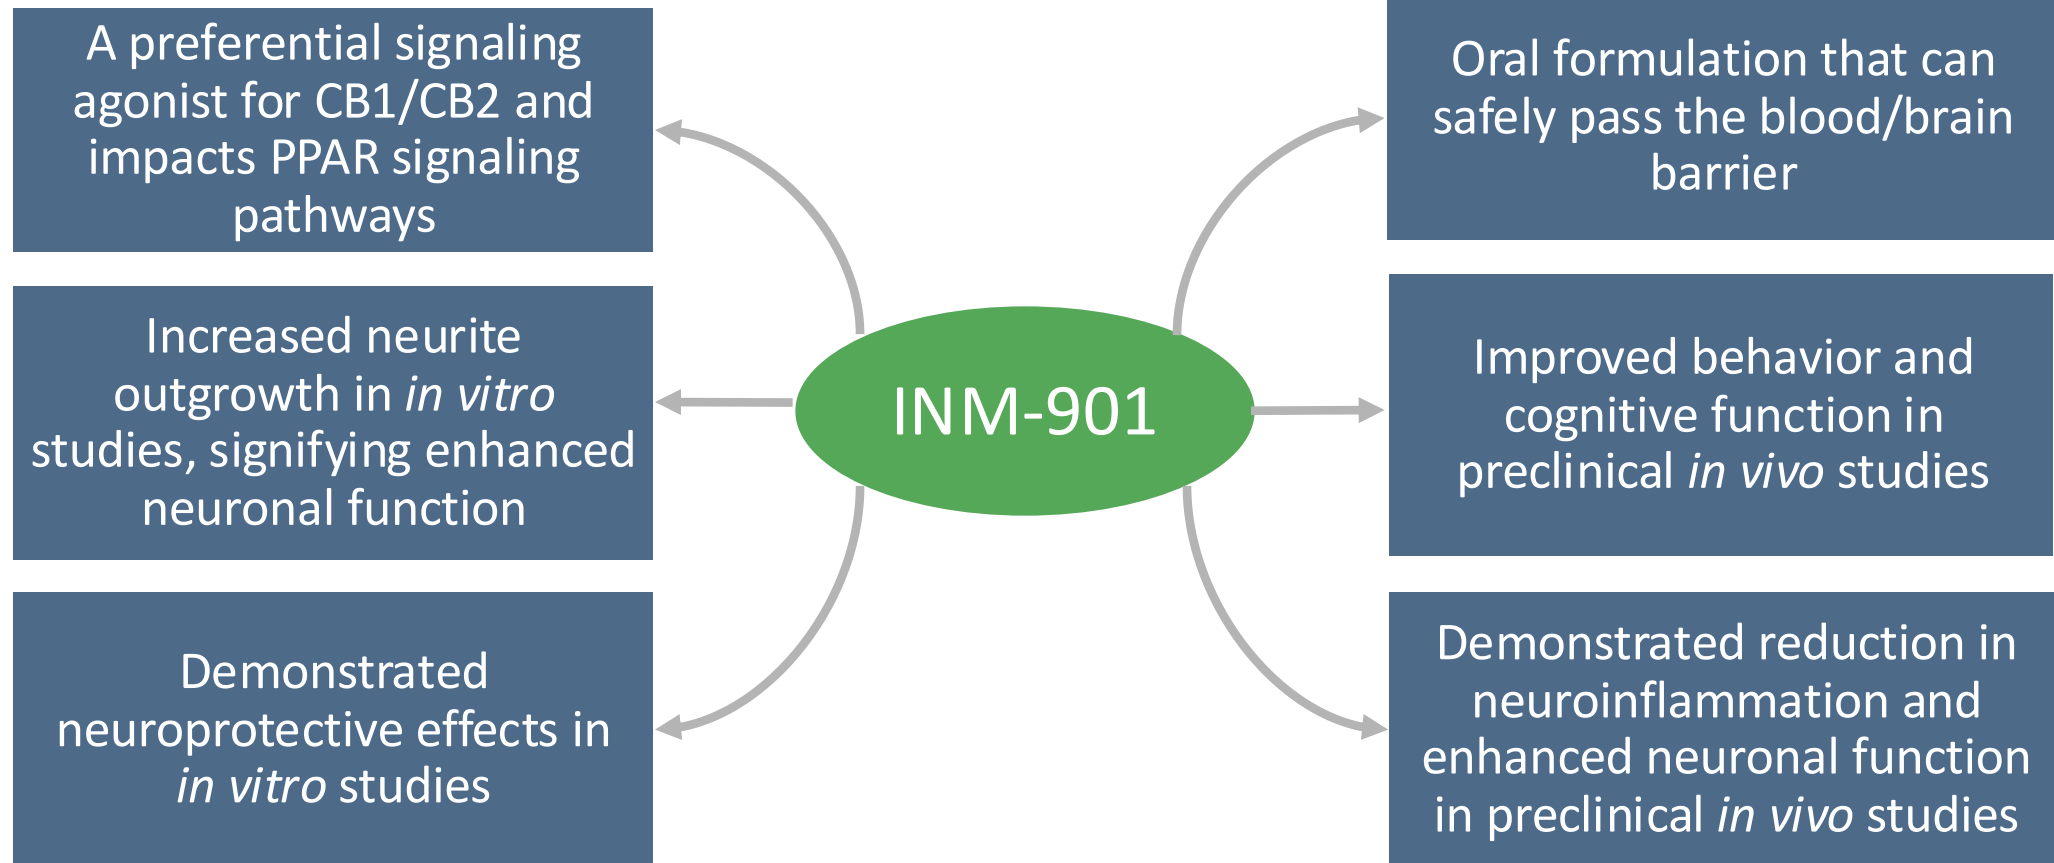 A preferential signaling
agonist for CB1/CB2 and
impacts PPAR signaling
pathways
Increased neurite
outgrowth in in vitro
studies, signifying enhanced
neuronal function
Demonstrated
neuroprotective effects in
in vitro studies
INM-901
Oral formulation that can
safely pass the blood/brain
barrier
Improved behavior and
cognitive function in
preclinical in vivo studies
Demonstrated reduction in
neuroinflammation and
enhanced neuronal function
in preclinical in vivo studies